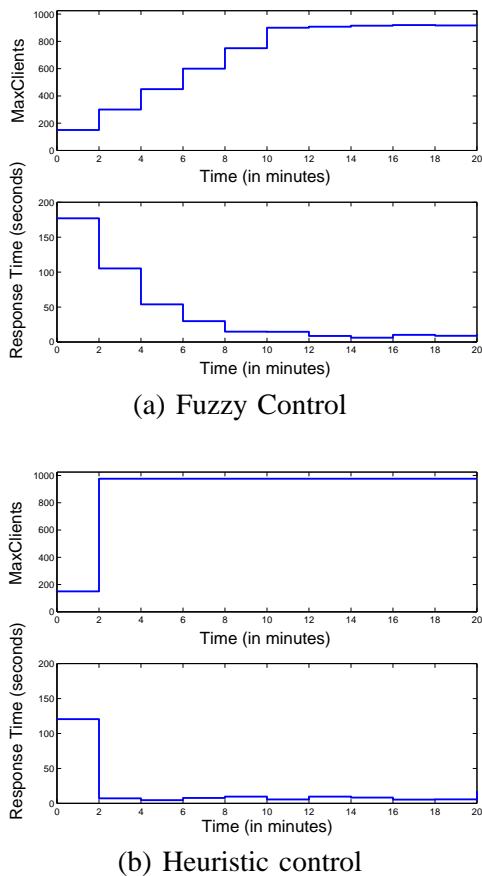 1000
800
600
400
200
0
MaxClients
0 2 4 6 8 10 12 14 16 18 20
Time (in minutes)
200
150
100
50
0
Response Time (seconds)
0 2 4 6 8 10 12 14 16 18 20
Time (in minutes)
(a) Fuzzy Control
1000
800
600
400
200
0
MaxClients
0 2 4 6 8 10 12 14 16 18 20
Time (in minutes)
200
150
100
50
0
Response Time (seconds)
0 2 4 6 8 10 12 14 16 18 20
Time (in minutes)
(b) Heuristic control